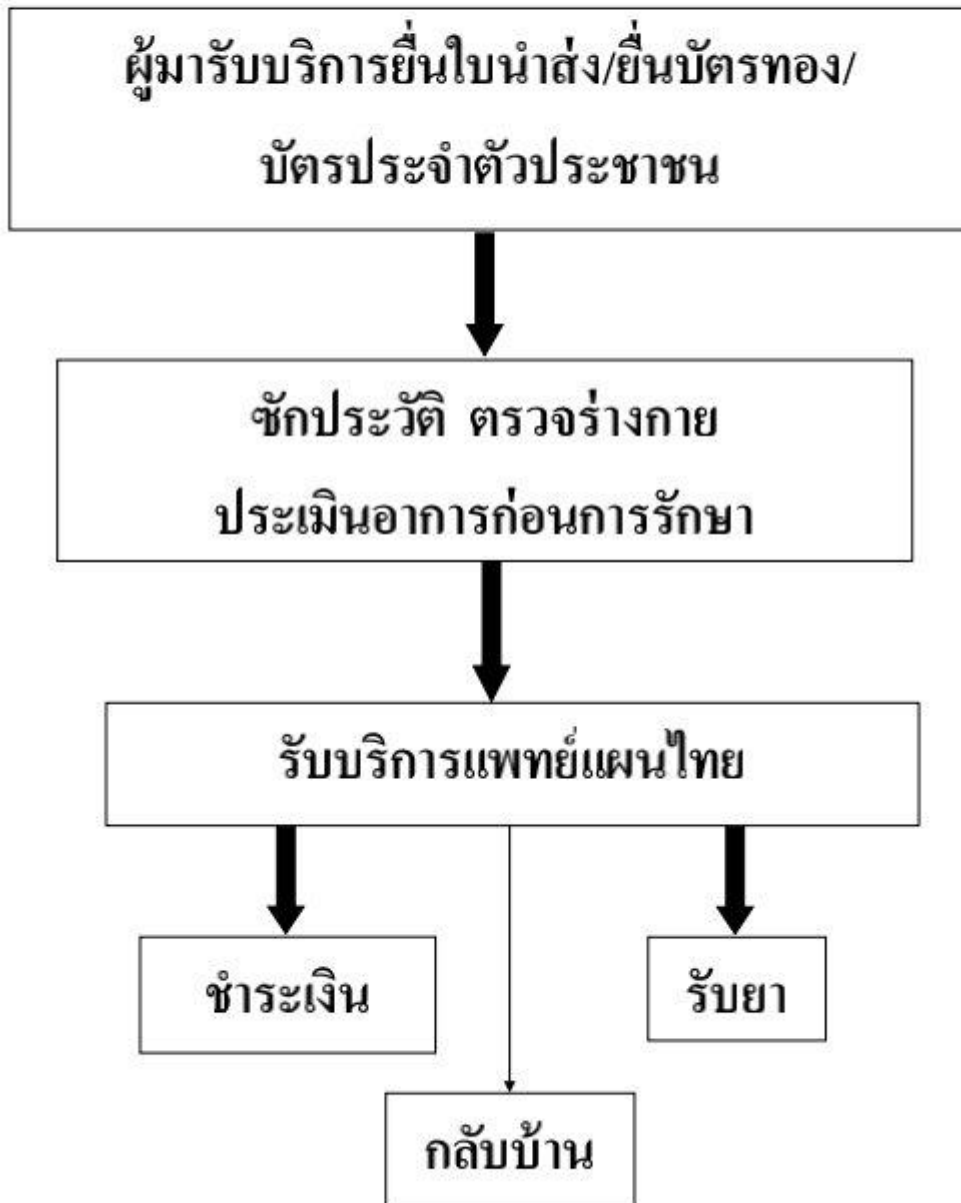 ผู้มารับบริการยื่นใบนำส่ง/ยื่นบัตรทอง/
บัตรประจำตัวประชาชน
ซักประวัติ ตรวจร่างกาย
ประเมินอาการก่อนการรักษา
รับบริการแพทย์แผนไทย
ชำระเงิน
รับยา
กลับบ้าน